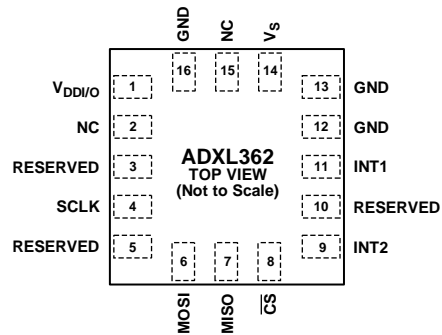 GND
NC
VS
16
15
14
VDDI/O
1
13
GND
NC
2
12
GND
RESERVED
3
ADXL362
TOP VIEW
(Not to Scale)
11
INT1
SCLK
4
10
RESERVED
RESERVED
5
9
INT2
6
7
8
MOSI
MISO
CS